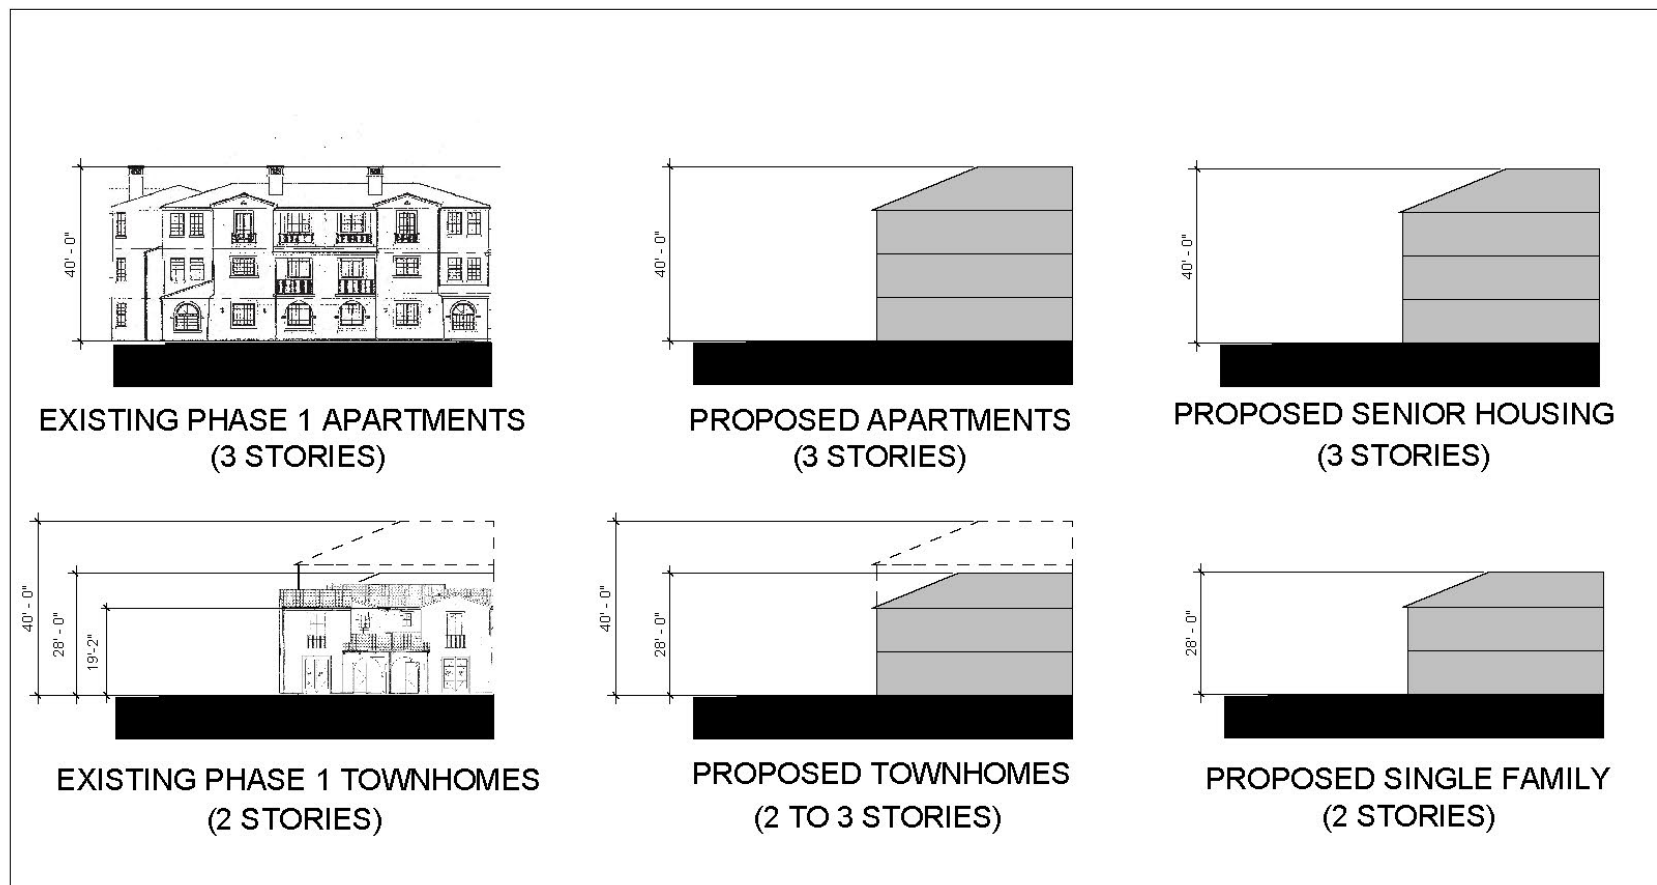 40' - 0"
EXISTING PHASE 1 APARTMENTS
(3 STORIES)
40' - 0"
PROPOSED APARTMENTS
(3 STORIES)
40' - 0"
PROPOSED SENIOR HOUSING
(3 STORIES)
40' - 0"
28' - 0"
19'-2"
EXISTING PHASE 1 TOWNHOMES
(2 STORIES)
40' - 0"
28' - 0"
PROPOSED TOWNHOMES
(2 TO 3 STORIES)
28' - 0"
PROPOSED SINGLE FAMILY
(2 STORIES)